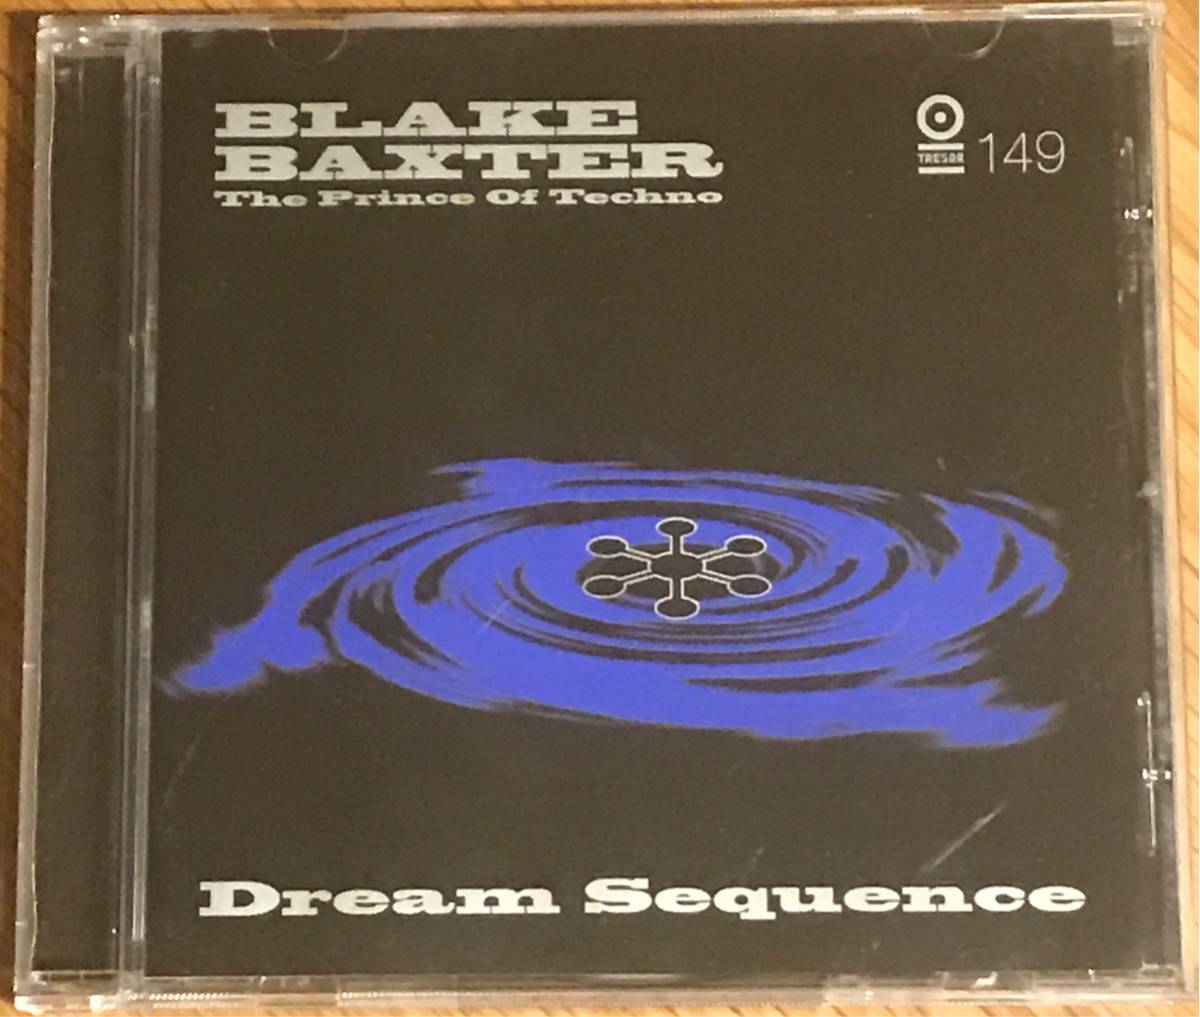 BLAKE
BAXTER
The Prince Of Techno
TRESOR 149
Dream Sequence